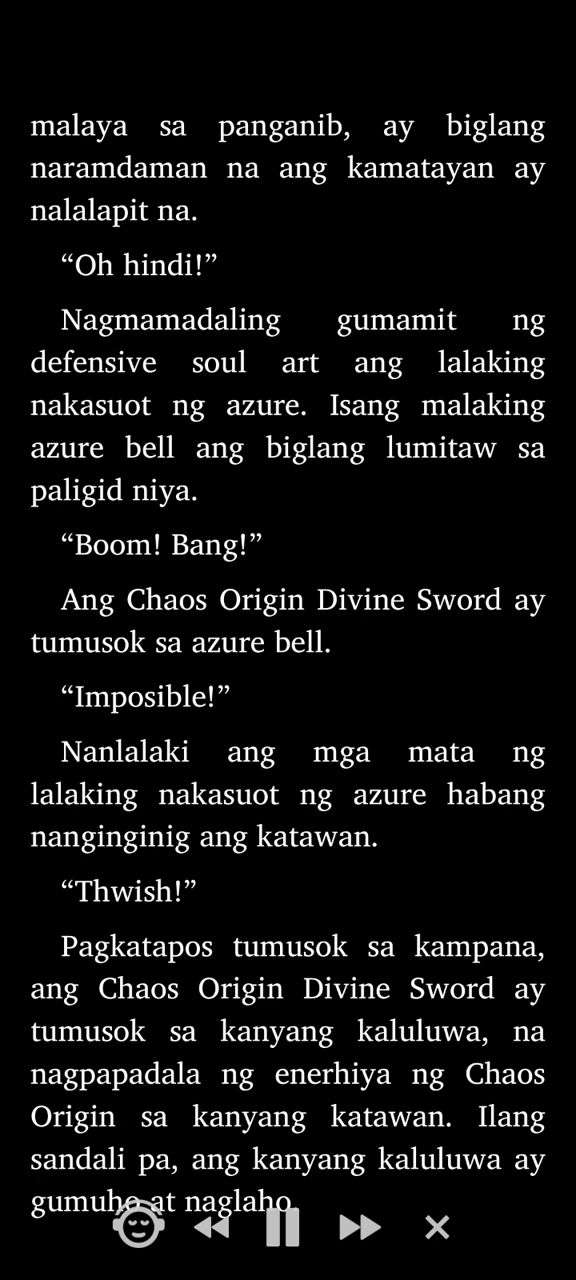 malaya sa panganib, ay biglang
naramdaman na ang kamatayan ay
nalalapit na.
“Oh hindi!”
Nagmamadaling gumamit ng
defensive soul art ang lalaking
nakasuot ng azure. Isang malaking
azure bell ang biglang lumitaw sa
paligid niya.
“Boom! Bang!”
Ang Chaos Origin Divine Sword ay
tumusok sa azure bell.
“Imposible!”
Nanlalaki ang mga mata ng
lalaking nakasuot ng azure habang
nanginginig ang katawan.
“Thwish!”
Pagkatapos tumusok sa kampana,
ang Chaos Origin Divine Sword ay
tumusok sa kanyang kaluluwa, na
nagpapadala ng enerhiya ng Chaos
Origin sa kanyang katawan. Ilang
sandali pa, ang kanyang kaluluwa ay
gumuho at naglaho.